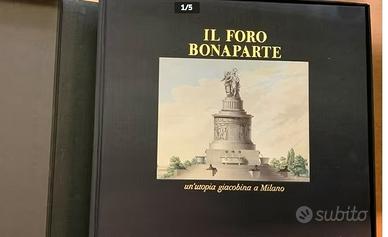 1/5
IL FORO
BONAPARTE
un'utopia giacobina a Milano
subito